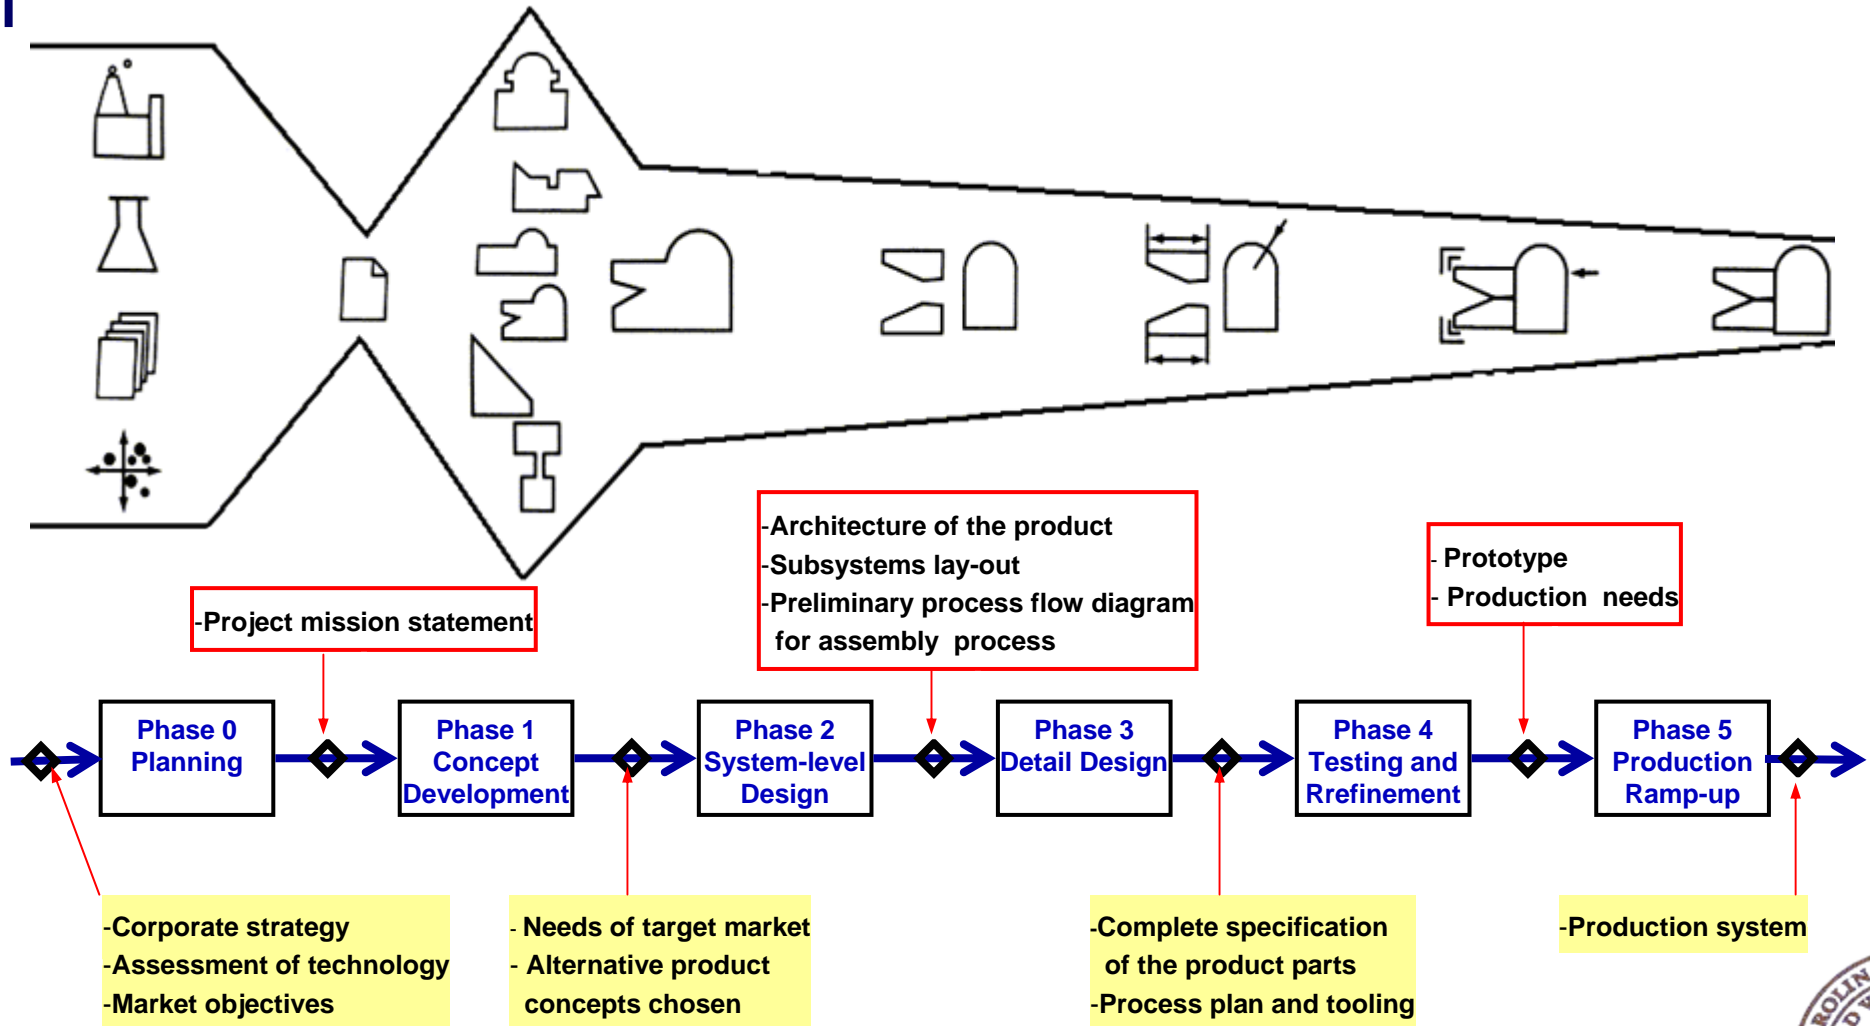 -Architecture of the product
-Subsystems lay-out
-Preliminary process flow diagram
for assembly process
- Prototype
- Production needs
-Project mission statement
Phase 0
Planning
Phase 1
Concept
Development
Phase 2
System-level
Design
Phase 3
Detail Design
Phase 4
Testing and
Rrefinement
Phase 5
Production
Ramp-up
-Corporate strategy
-Assessment of technology
-Market objectives
- Needs of target market
- Alternative product
concepts chosen
-Complete specification
of the product parts
-Process plan and tooling
-Production system